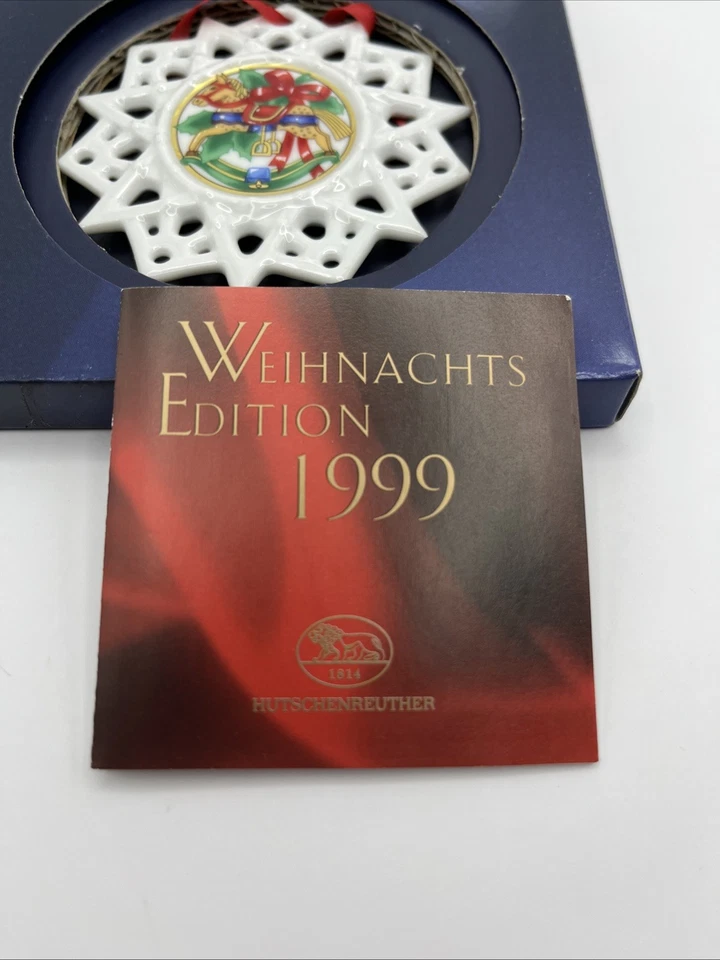 WEIHNACHTS
EDITION
1999
1814
HUTSCHENREUTHER